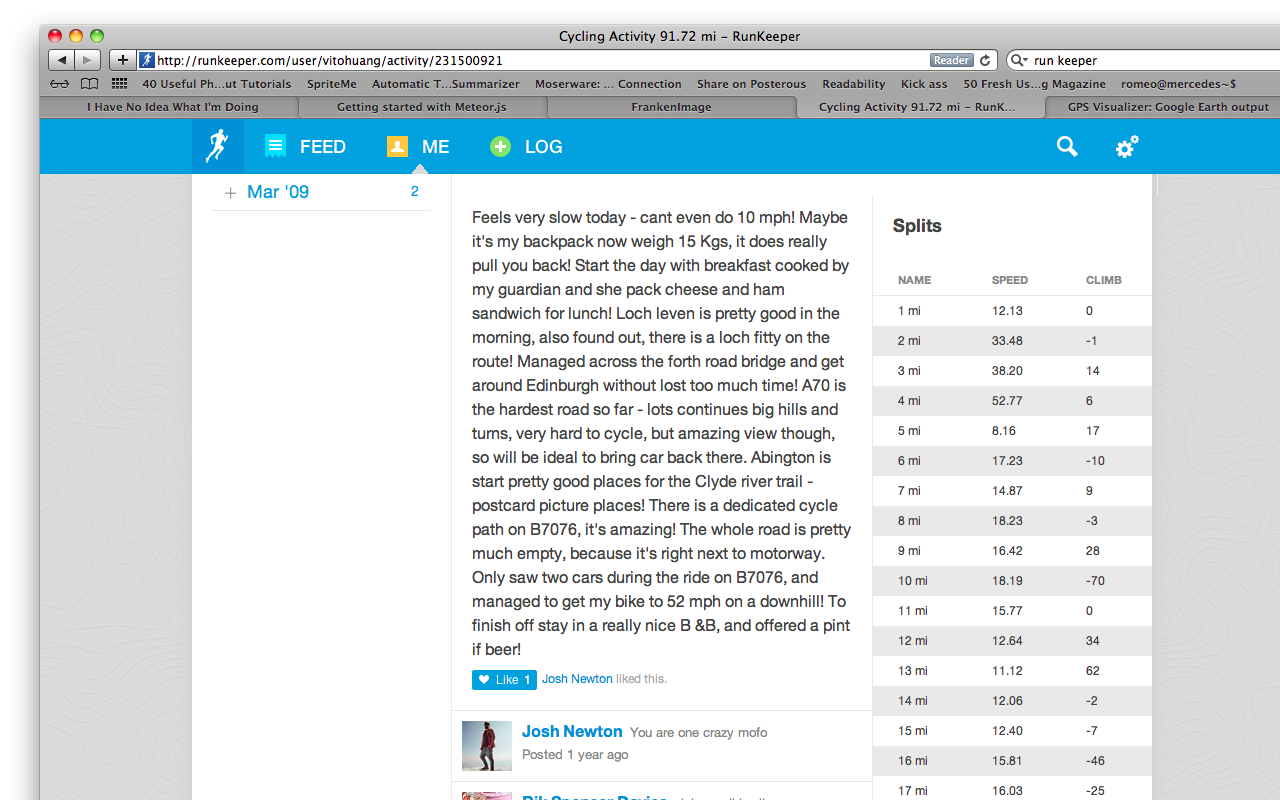 Cycling Activity 91.72 mi – RunKeeper
http://runkeeper.com/user/vitohuang/activity/231500921
Reader
run keeper
40 Useful Ph...ut Tutorials SpriteMe Automatic T...Summarizer Moserware: ... Connection Share on Posterous Readability Kick ass 50 Fresh Us...g Magazine romeo@mercedes~$
I Have No Idea What I'm Doing Getting started with Meteor.js FrankenImage Cycling Activity 91.72 mi – RunK... GPS Visualizer: Google Earth output
FEED ME LOG
Mar '09 2
Feels very slow today - cant even do 10 mph! Maybe
it's my backpack now weigh 15 Kgs, it does really
pull you back! Start the day with breakfast cooked by
my guardian and she pack cheese and ham
sandwich for lunch! Loch leven is pretty good in the
morning, also found out, there is a loch fitty on the
route! Managed across the forth road bridge and get
around Edinburgh without lost too much time! A70 is
the hardest road so far - lots continues big hills and
turns, very hard to cycle, but amazing view though,
so will be ideal to bring car back there. Abington is
start pretty good places for the Clyde river trail -
postcard picture places! There is a dedicated cycle
path on B7076, it's amazing! The whole road is pretty
much empty, because it's right next to motorway.
Only saw two cars during the ride on B7076, and
managed to get my bike to 52 mph on a downhill! To
finish off stay in a really nice B &B, and offered a pint
if beer!
Like 1 Josh Newton liked this.
Josh Newton You are one crazy mofo
Posted 1 year ago
Splits
NAME SPEED CLIMB
1 mi 12.13 0
2 mi 33.48 -1
3 mi 38.20 14
4 mi 52.77 6
5 mi 8.16 17
6 mi 17.23 -10
7 mi 14.87 9
8 mi 18.23 -3
9 mi 16.42 28
10 mi 18.19 -70
11 mi 15.77 0
12 mi 12.64 34
13 mi 11.12 62
14 mi 12.06 -2
15 mi 12.40 -7
16 mi 15.81 -46
17 mi 16.03 -25